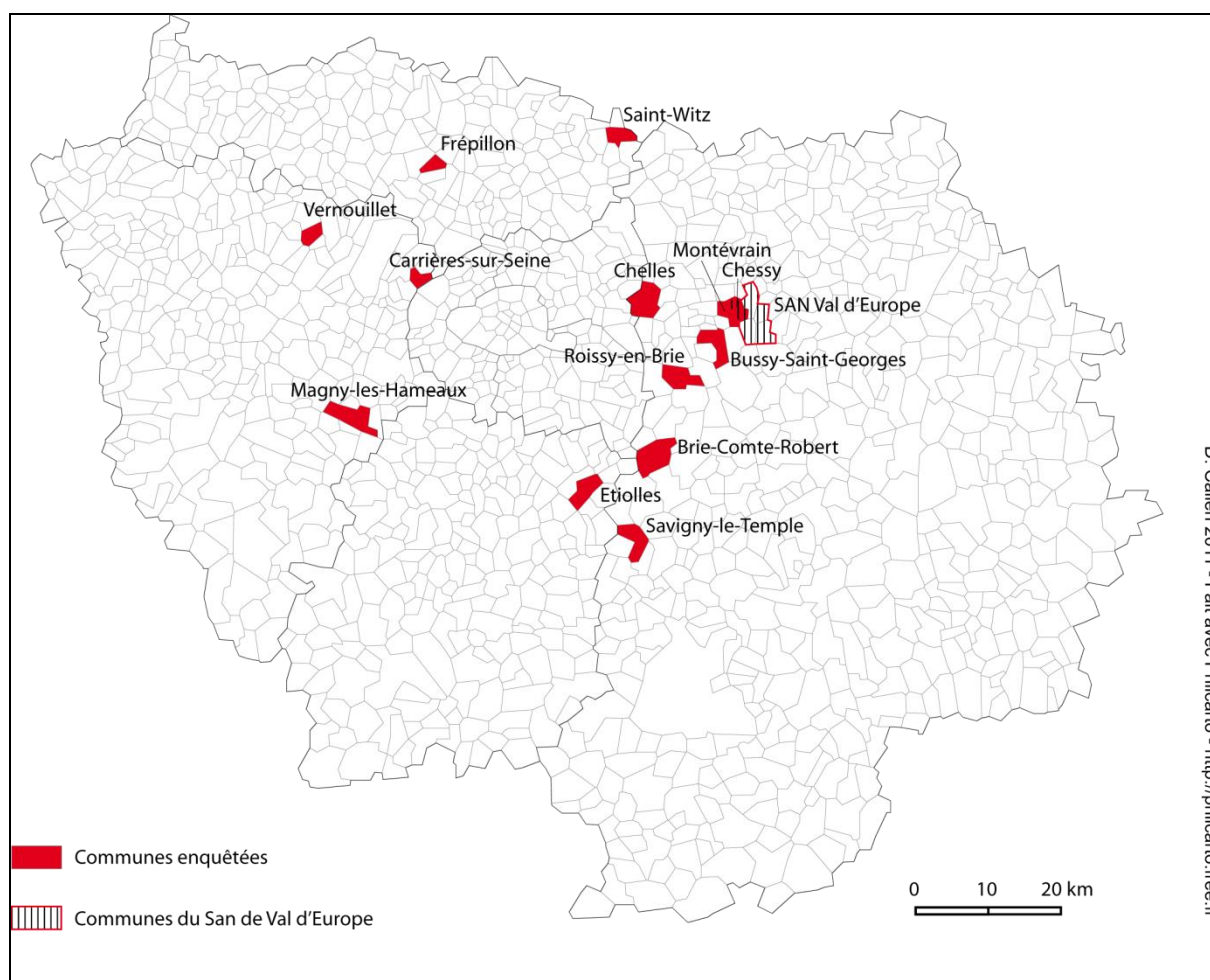 Saint-Witz
Frépillon
Vernouillet
Montévrain
Carrières-sur-Seine
Chelles
Chessy
SAN Val d'Europe
Roissy-en-Brie
Bussy-Saint-Georges
Magny-les-Hameaux
Brie-Comte-Robert
Etiolles
Savigny-le-Temple
Communes enquêtées
0 10 20 km
Communes du San de Val d'Europe